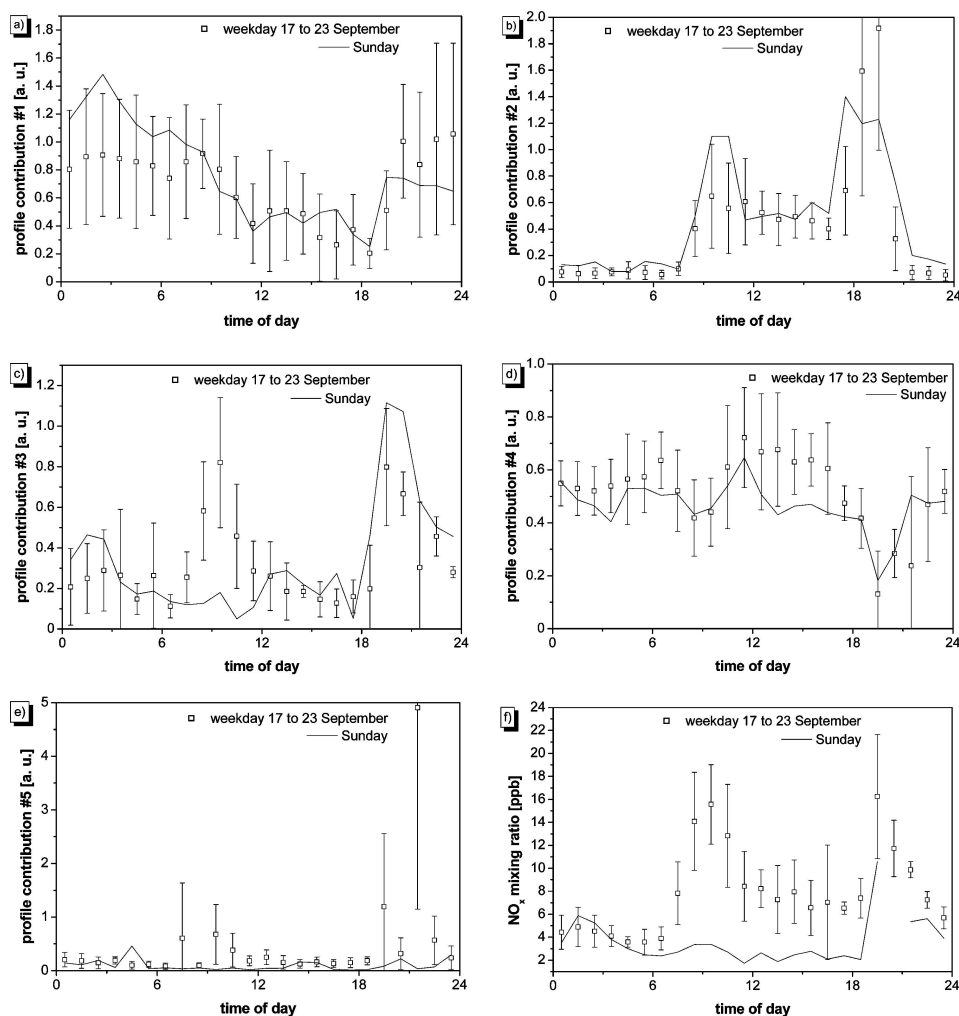 a)
weekday 17 to 23 September
Sunday
profile contribution #1 [a. u.]
1.8
1.6
1.4
1.2
1.0
0.8
0.6
0.4
0.2
0
0 6 12 18 24
time of day
b)
weekday 17 to 23 September
Sunday
profile contribution #2 [a. u.]
2.0
1.8
1.6
1.4
1.2
1.0
0.8
0.6
0.4
0.2
0
0 6 12 18 24
time of day
c)
weekday 17 to 23 September
Sunday
profile contribution #3 [a. u.]
1.2
1.0
0.8
0.6
0.4
0.2
0
0 6 12 18 24
time of day
d)
weekday 17 to 23 September
Sunday
profile contribution #4 [a. u.]
1.0
0.8
0.6
0.4
0.2
0
0 6 12 18 24
time of day
e)
weekday 17 to 23 September
Sunday
profile contribution #5 [a. u.]
5
4
3
2
1
0
0 6 12 18 24
time of day
f)
weekday 17 to 23 September
Sunday
NOx mixing ratio [ppb]
24
22
20
18
16
14
12
10
8
6
4
2
0 6 12 18 24
time of day